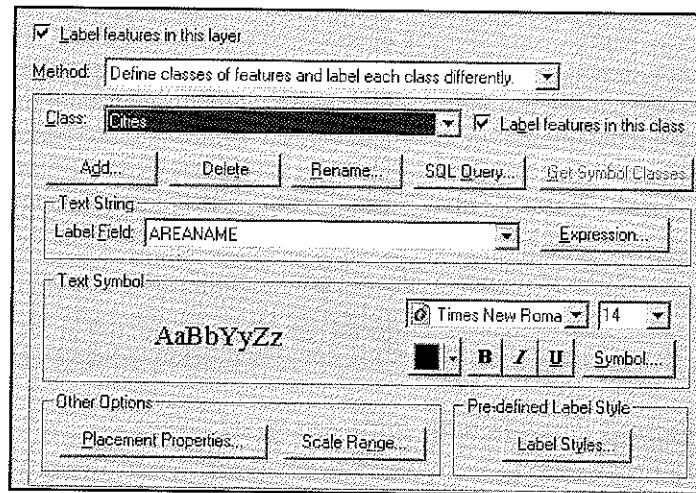 Label features in this layer
Method: Define classes of features and label each class differently.
Class: Cities Label features in this class
Add... Delete Rename... SQL Query... Get Symbol Classes
Text String
Label Field: AREANAME Expression...
Text Symbol
AaBbYyZz
Times New Roma 14
B I U Symbol...
Other Options Pre-defined Label Style
Placement Properties... Scale Range... Label Styles...